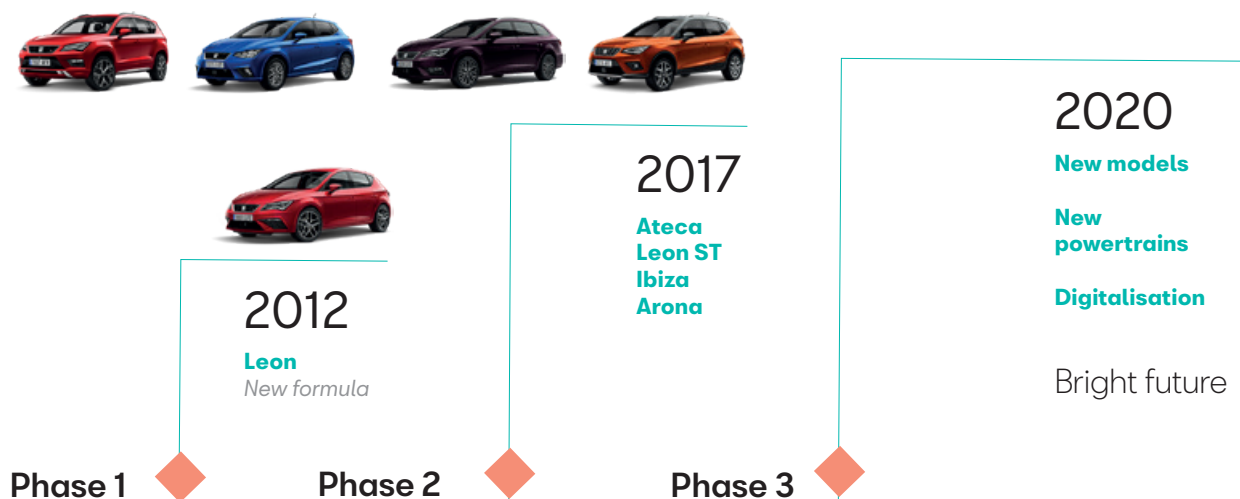 2012
Leon
New formula
2017
Ateca
Leon ST
Ibiza
Arona
2020
New models
New
powertrains
Digitalisation
Bright future
Phase 1
Phase 2
Phase 3